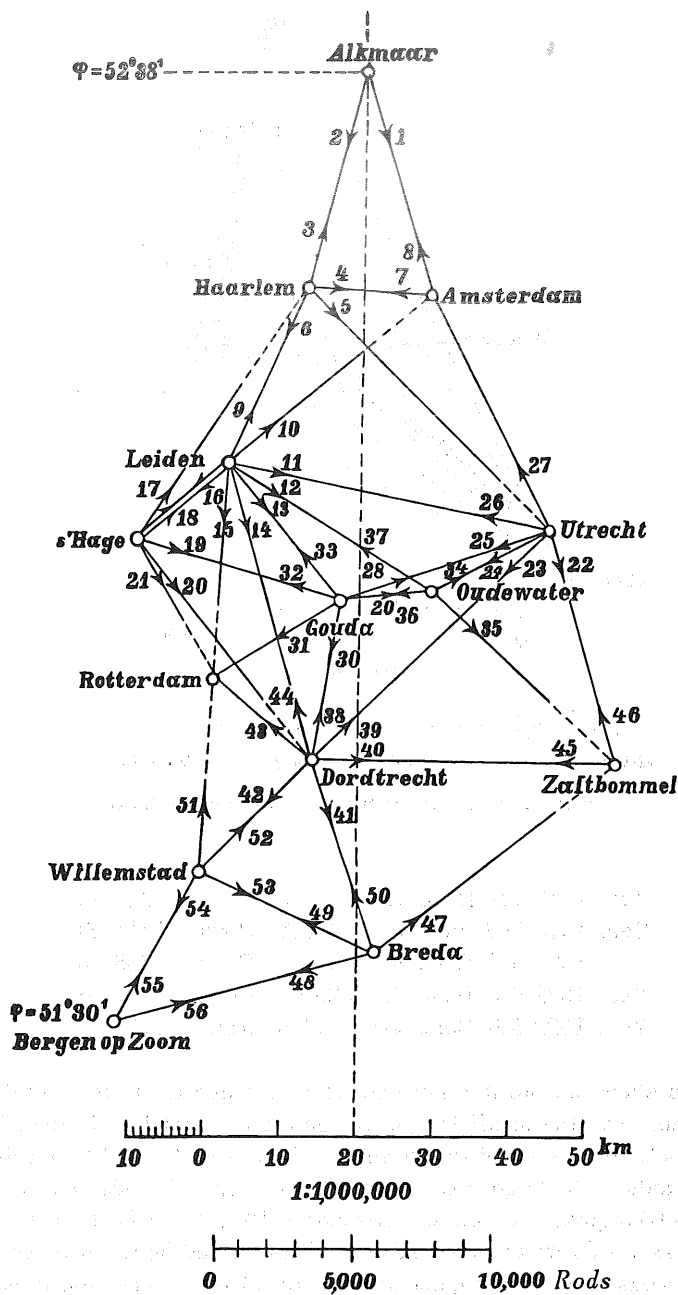 Alkmaar
φ=52°38'
2 1
3 8
Haarlem 4 7 Amsterdam
5
6
9 10
Leiden 11
27
17 16 12 26
18 15 14 13
s'Hage 19 37 25 Utrecht
21 20 33 28 34 29 23 22
32 Oudewater
20 36
Gouda 35
31 30
Rotterdam
44 38 39 46
43 40 45
Dordtrecht Zaltbommel
42
51 41
52
Willemstad 53
54 49 50 47
Breda
55 48
φ=51°30' 56
Bergen op Zoom
10 0 10 20 30 40 50 km
1:1,000,000
0 5,000 10,000 Rods